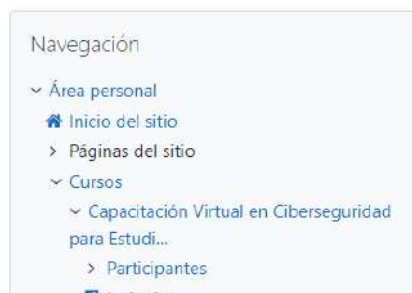 Navegación
Área personal
Inicio del sitio
Páginas del sitio
Cursos
Capacitación Virtual en Ciberseguridad
para Estudi...
Participantes